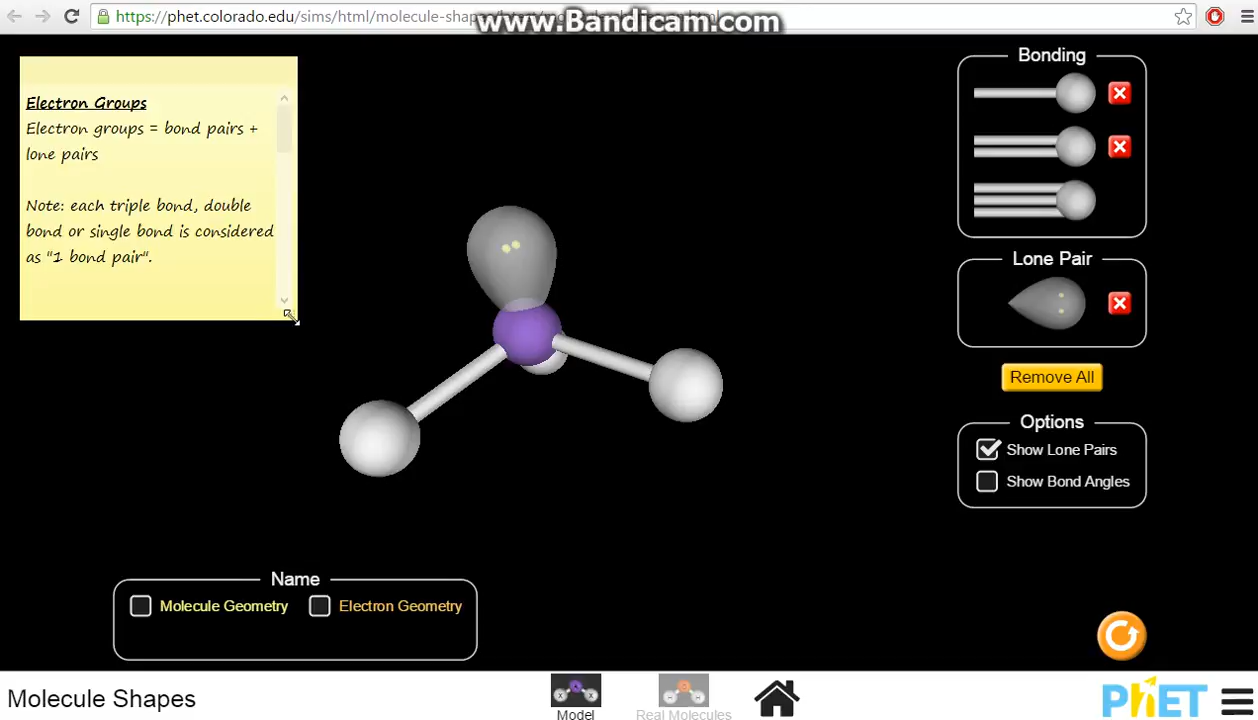 https://phet.colorado.edu/sims/html/molecule-shap
www.Bandicam.com
Electron Groups
Electron groups = bond pairs +
lone pairs
Note: each triple bond, double
bond or single bond is considered
as "1 bond pair".
Bonding
Lone Pair
Remove All
Options
Show Lone Pairs
Show Bond Angles
Name
Molecule Geometry
Electron Geometry
Molecule Shapes
Model
Real Molecules
PhET